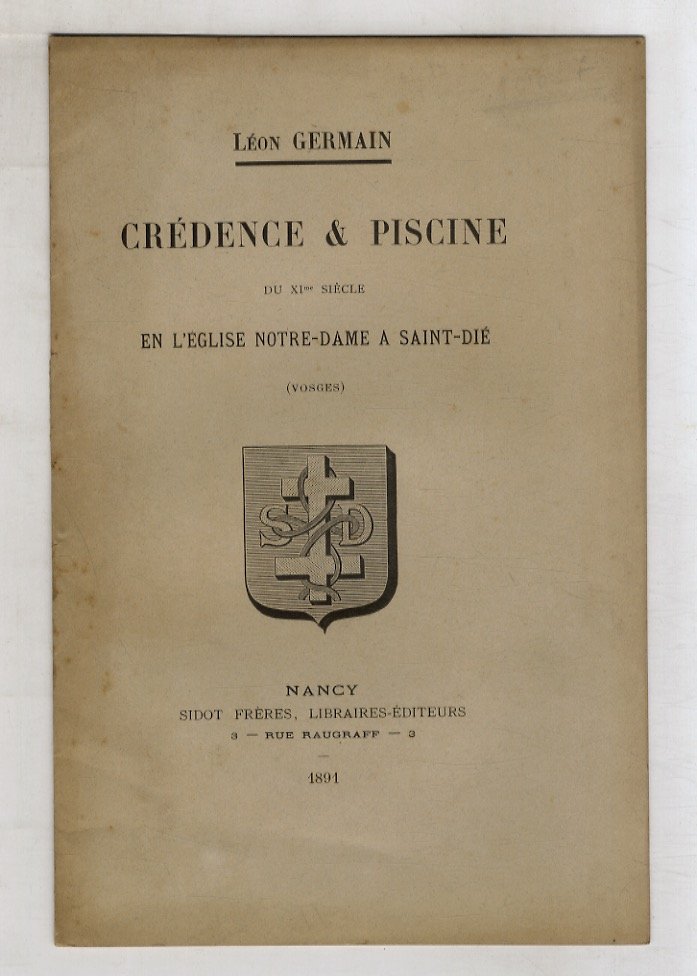 LÉON GERMAIN
CRÉDENCE & PISCINE
DU XIme SIÈCLE
EN L'ÉGLISE NOTRE-DAME A SAINT-DIÉ
(VOSGES)
S D
NANCY
SIDOT FRÈRES, LIBRAIRES-ÉDITEURS
3 — RUE RAUGRAFF — 3
—
1891